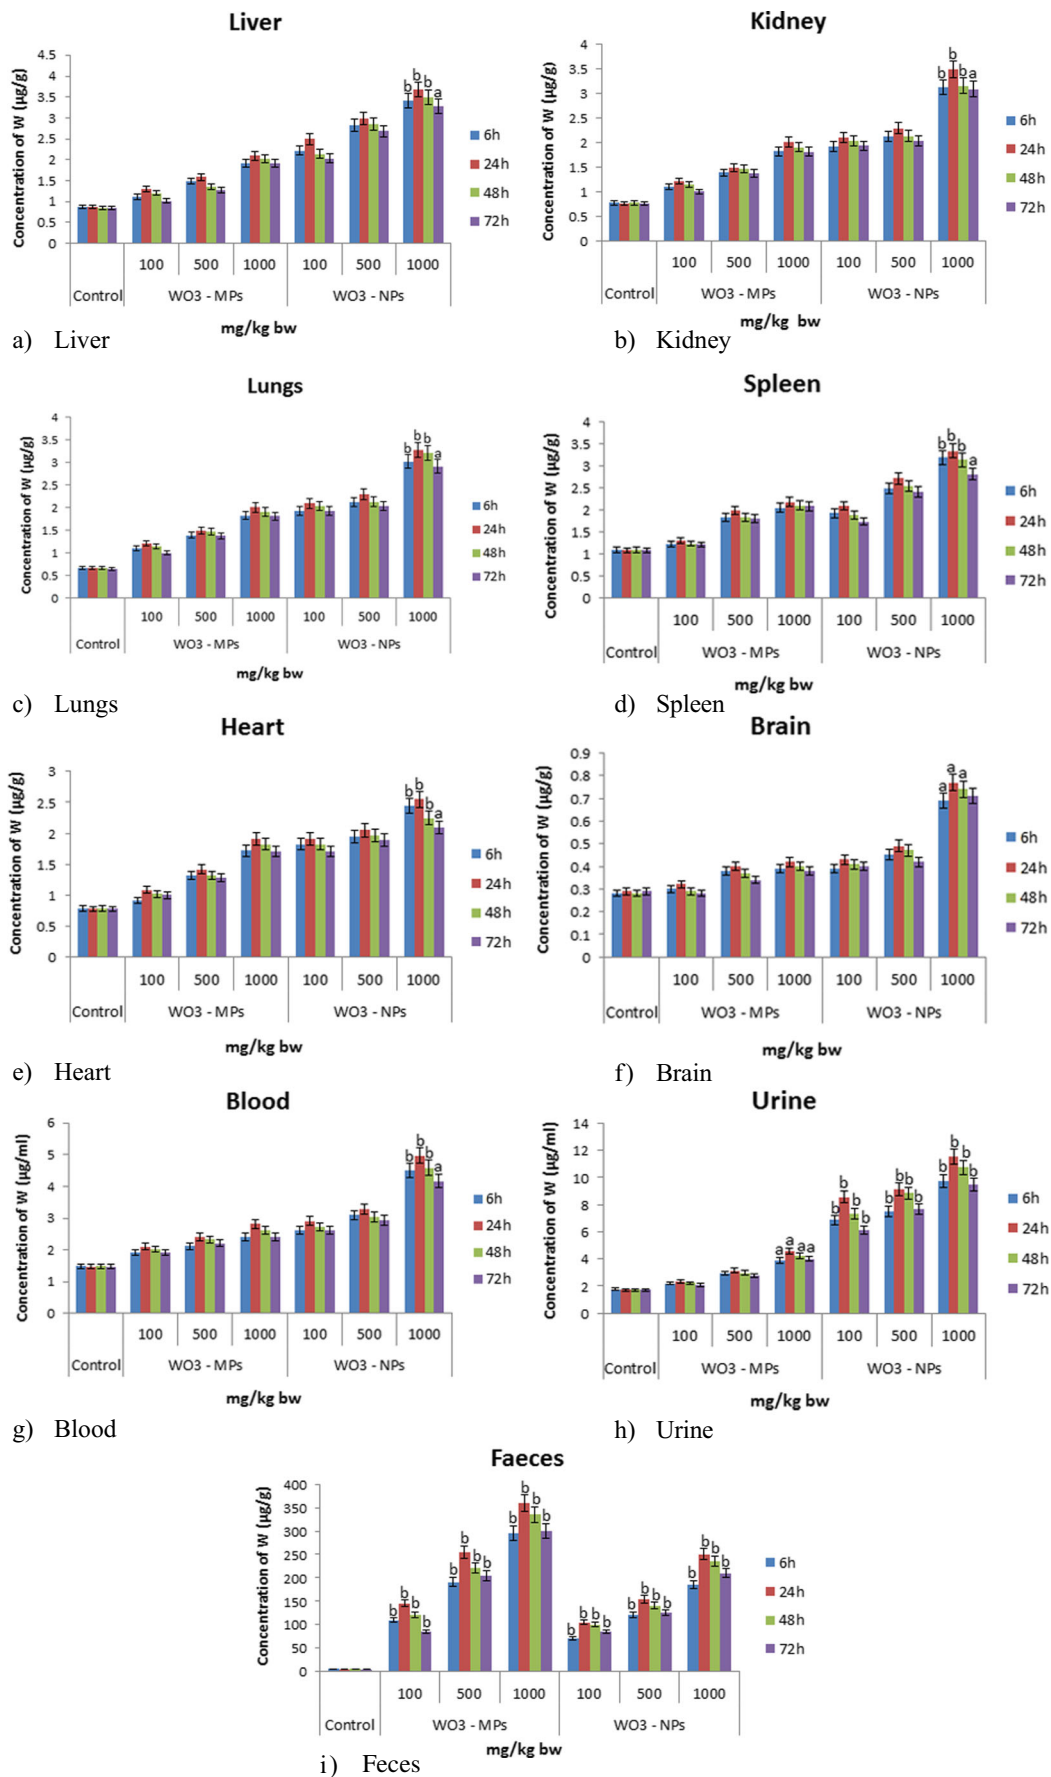 Liver
Concentration of W (µg/g)
4.5
4
3.5
3
2.5
2
1.5
1
0.5
0
b b b a
6h
24h
48h
72h
100 500 1000 100 500 1000
Control WO3 - MPs WO3 - NPs
mg/kg bw
a) Liver
Kidney
Concentration of W (µg/g)
4
3.5
3
2.5
2
1.5
1
0.5
0
b b b a
6h
24h
48h
72h
100 500 1000 100 500 1000
Control WO3 - MPs WO3 - NPs
mg/kg bw
b) Kidney
Lungs
Concentration of W (µg/g)
4
3.5
3
2.5
2
1.5
1
0.5
0
b b b a
6h
24h
48h
72h
100 500 1000 100 500 1000
Control WO3 - MPs WO3 - NPs
mg/kg bw
c) Lungs
Spleen
Concentration of W (µg/g)
4
3.5
3
2.5
2
1.5
1
0.5
0
b b b a
6h
24h
48h
72h
100 500 1000 100 500 1000
Control WO3 - MPs WO3 - NPs
mg/kg bw
d) Spleen
Heart
Concentration of W (µg/g)
3
2.5
2
1.5
1
0.5
0
b b b a
6h
24h
48h
72h
100 500 1000 100 500 1000
Control WO3 - MPs WO3 - NPs
mg/kg bw
e) Heart
Brain
Concentration of W (µg/g)
0.9
0.8
0.7
0.6
0.5
0.4
0.3
0.2
0.1
0
a a a
6h
24h
48h
72h
100 500 1000 100 500 1000
Control WO3 - MPs WO3 - NPs
mg/kg bw
f) Brain
Blood
Concentration of W (µg/ml)
6
5
4
3
2
1
0
b b b a
6h
24h
48h
72h
100 500 1000 100 500 1000
Control WO3 - MPs WO3 - NPs
mg/kg bw
g) Blood
Urine
Concentration of W (µg/ml)
14
12
10
8
6
4
2
0
a a a a b b b b b b b b b b b b
6h
24h
48h
72h
100 500 1000 100 500 1000
Control WO3 - MPs WO3 - NPs
mg/kg bw
h) Urine
Faeces
Concentration of W (µg/g)
400
350
300
250
200
150
100
50
0
b b b b b b b b b b b b b b b b b b b b b b b b
6h
24h
48h
72h
100 500 1000 100 500 1000
Control WO3 - MPs WO3 - NPs
mg/kg bw
i) Feces